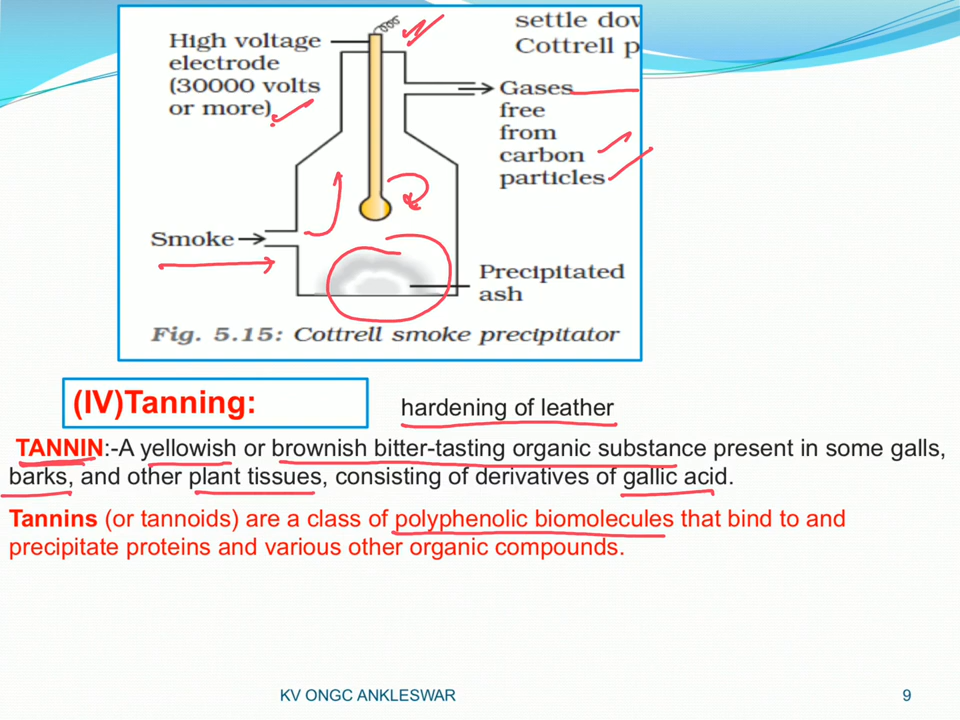 settle dov
Cottrell p
High voltage
electrode
(30000 volts
or more)
Gases
free
from
carbon
particles
Smoke
Precipitated
ash
Fig. 5.15: Cottrell smoke precipitator
(IV)Tanning:
hardening of leather
TANNIN:-A yellowish or brownish bitter-tasting organic substance present in some galls,
barks, and other plant tissues, consisting of derivatives of gallic acid.
Tannins (or tannoids) are a class of polyphenolic biomolecules that bind to and
precipitate proteins and various other organic compounds.
KV ONGC ANKLESWAR
9